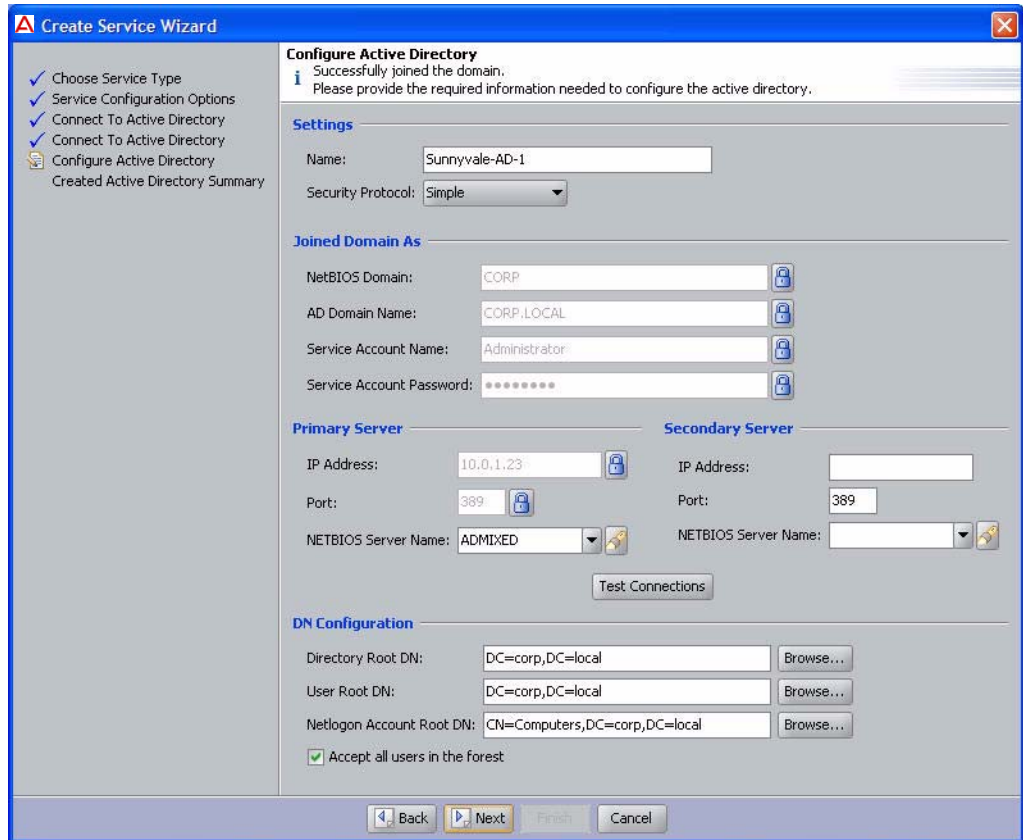 Create Service Wizard
Choose Service Type
Service Configuration Options
Connect To Active Directory
Connect To Active Directory
Configure Active Directory
Created Active Directory Summary
Configure Active Directory
Successfully joined the domain.
Please provide the required information needed to configure the active directory.
Settings
Name: Sunnyvale-AD-1
Security Protocol: Simple
Joined Domain As
NetBIOS Domain: CORP
AD Domain Name: CORP.LOCAL
Service Account Name: Administrator
Service Account Password: ●●●●●●●●
Primary Server
IP Address: 10.0.1.23
Port: 389
NETBIOS Server Name: ADMIXED
Secondary Server
IP Address:
Port: 389
NETBIOS Server Name:
Test Connections
DN Configuration
Directory Root DN: DC=corp,DC=local Browse...
User Root DN: DC=corp,DC=local Browse...
Netlogon Account Root DN: CN=Computers,DC=corp,DC=local Browse...
Accept all users in the forest
Back Next Finish Cancel